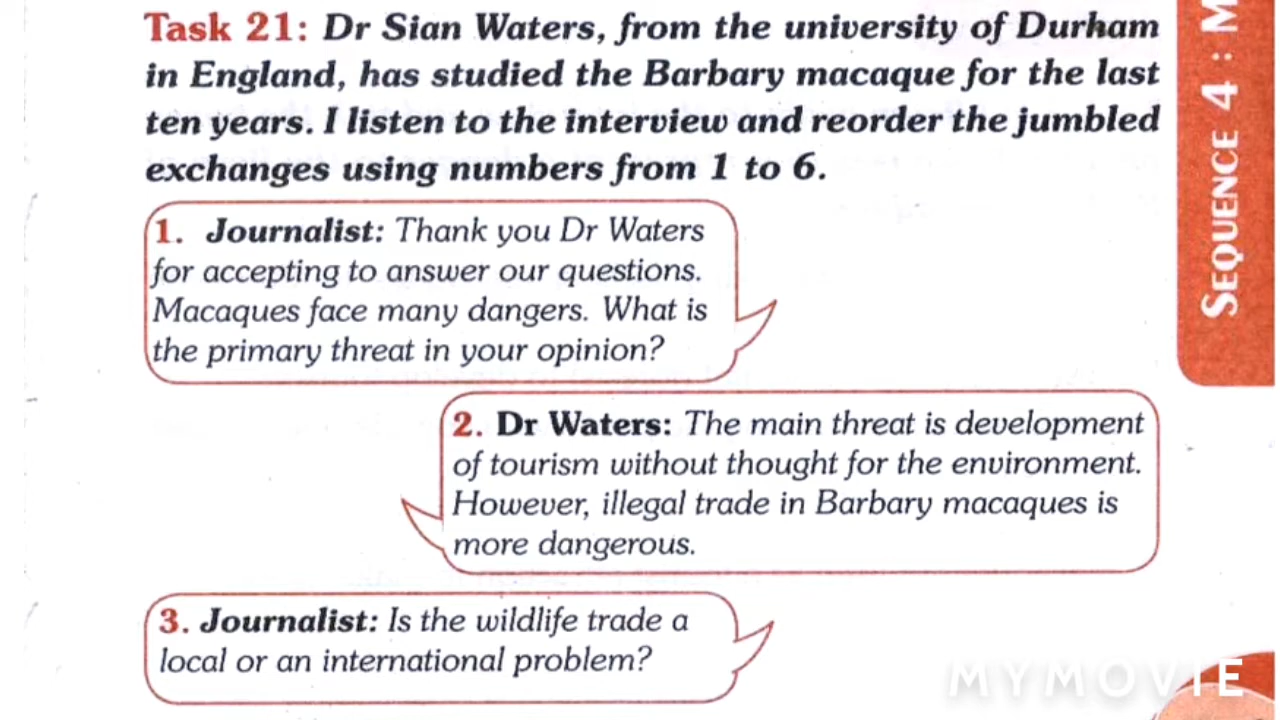 Task 21: Dr Sian Waters, from the university of Durham
in England, has studied the Barbary macaque for the last
ten years. I listen to the interview and reorder the jumbled
exchanges using numbers from 1 to 6.
1. Journalist: Thank you Dr Waters
for accepting to answer our questions.
Macaques face many dangers. What is
the primary threat in your opinion?
2. Dr Waters: The main threat is development
of tourism without thought for the environment.
However, illegal trade in Barbary macaques is
more dangerous.
3. Journalist: Is the wildlife trade a
local or an international problem?
SEQUENCE 4 : M
MYMOVIE